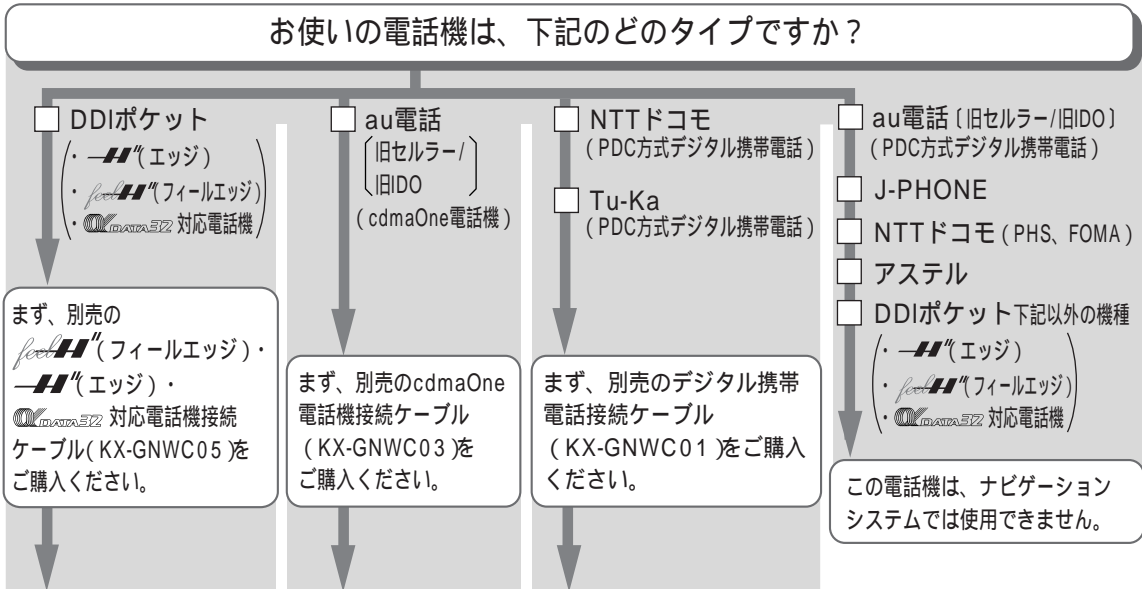 お使いの電話機は、下記のどのタイプですか？
□ DDIポケット
・ H"(エッジ)
・ feelH"(フィールエッジ)
・ αDATA32 対応電話機
まず、別売の
feelH"(フィールエッジ)・
H"(エッジ)・
αDATA32 対応電話機接続
ケーブル(KX-GNWC05)を
ご購入ください。
□ au電話
〔旧セルラー/
旧IDO〕
(cdmaOne電話機)
まず、別売のcdmaOne
電話機接続ケーブル
(KX-GNWC03)を
ご購入ください。
□ NTTドコモ
(PDC方式デジタル携帯電話)
□ Tu-Ka
(PDC方式デジタル携帯電話)
まず、別売のデジタル携帯
電話接続ケーブル
(KX-GNWC01)をご購入
ください。
□ au電話〔旧セルラー/旧IDO〕
(PDC方式デジタル携帯電話)
□ J-PHONE
□ NTTドコモ(PHS、FOMA)
□ アステル
□ DDIポケット下記以外の機種
・ H"(エッジ)
・ feelH"(フィールエッジ)
・ αDATA32 対応電話機
この電話機は、ナビゲーション
システムでは使用できません。